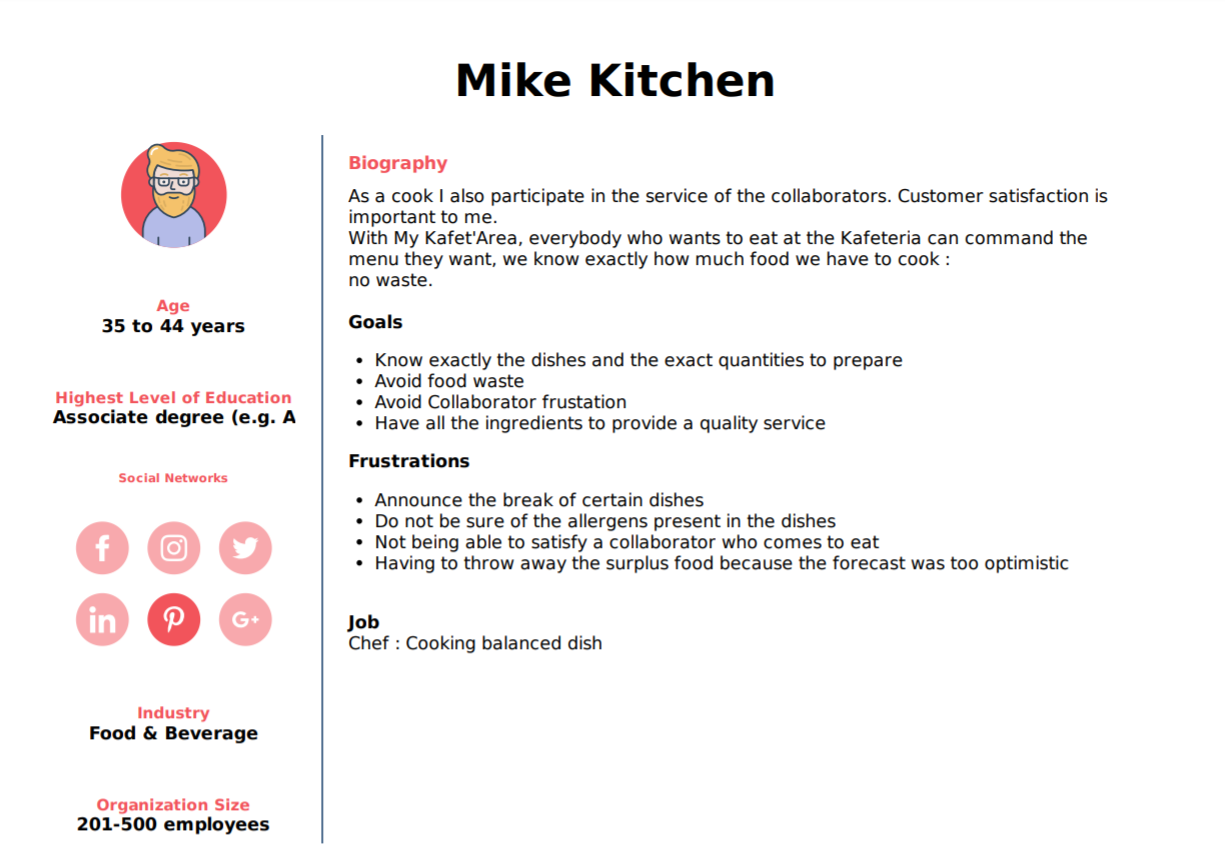 Mike Kitchen
Age
35 to 44 years
Highest Level of Education
Associate degree (e.g. A
Social Networks
f
in
G+
Industry
Food & Beverage
Organization Size
201-500 employees
Biography
As a cook I also participate in the service of the collaborators. Customer satisfaction is
important to me.
With My Kafet'Area, everybody who wants to eat at the Kafeteria can command the
menu they want, we know exactly how much food we have to cook :
no waste.
Goals
• Know exactly the dishes and the exact quantities to prepare
• Avoid food waste
• Avoid Collaborator frustation
• Have all the ingredients to provide a quality service
Frustrations
• Announce the break of certain dishes
• Do not be sure of the allergens present in the dishes
• Not being able to satisfy a collaborator who comes to eat
• Having to throw away the surplus food because the forecast was too optimistic
Job
Chef : Cooking balanced dish